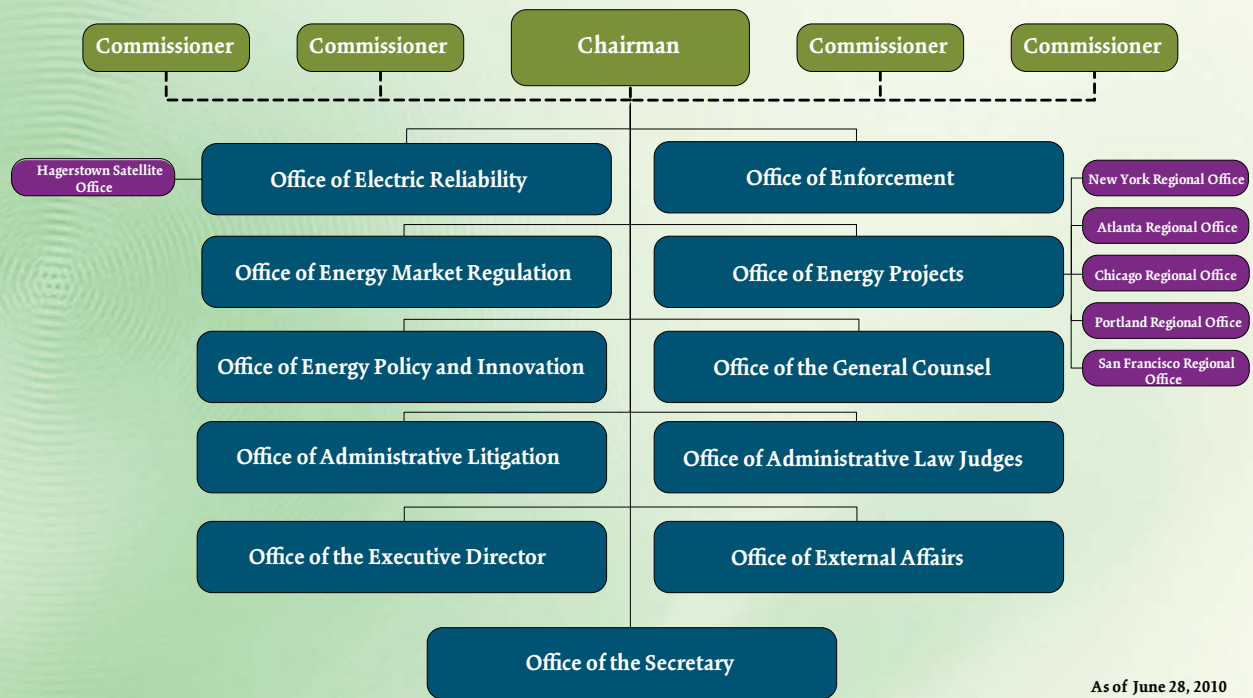 Commissioner
Commissioner
Chairman
Commissioner
Commissioner
Hagerstown Satellite
Office
Office of Electric Reliability
Office of Enforcement
New York Regional Office
Atlanta Regional Office
Office of Energy Market Regulation
Office of Energy Projects
Chicago Regional Office
Portland Regional Office
Office of Energy Policy and Innovation
Office of the General Counsel
San Francisco Regional
Office
Office of Administrative Litigation
Office of Administrative Law Judges
Office of the Executive Director
Office of External Affairs
Office of the Secretary
As of June 28, 2010